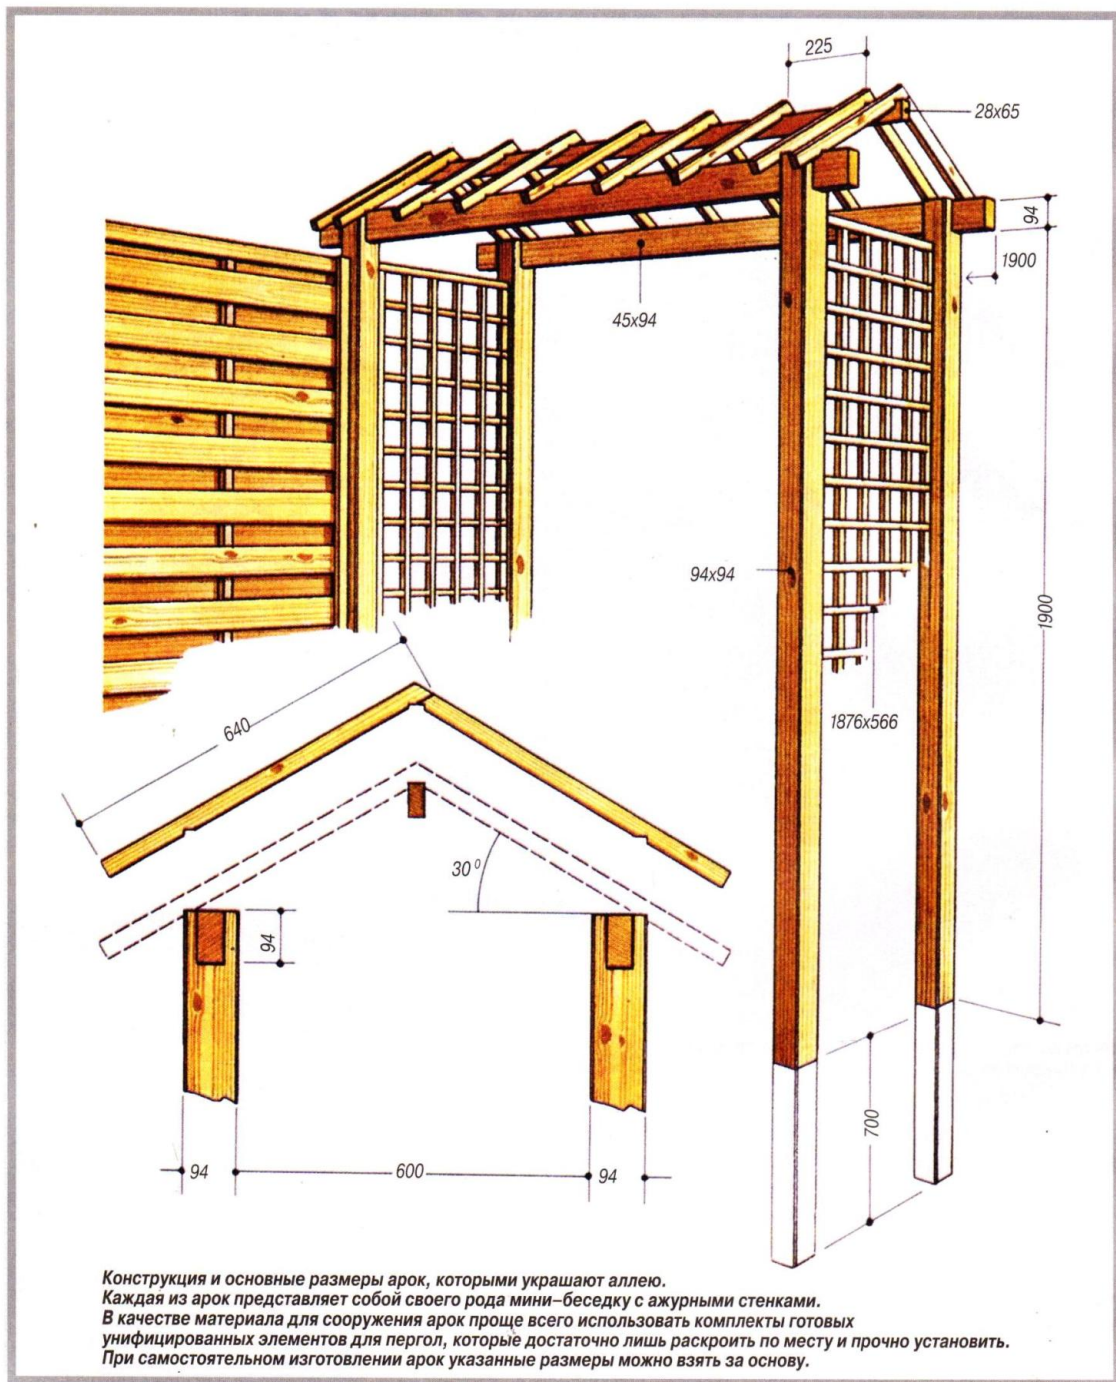 225
28x65
94
1900
45x94
94x94
1900
1876x566
640
30⁰
94
700
94
600
94
Конструкция и основные размеры арок, которыми украшают аллею.
Каждая из арок представляет собой своего рода мини–беседку с ажурными стенками.
В качестве материала для сооружения арок проще всего использовать комплекты готовых
унифицированных элементов для пергол, которые достаточно лишь раскроить по месту и прочно установить.
При самостоятельном изготовлении арок указанные размеры можно взять за основу.